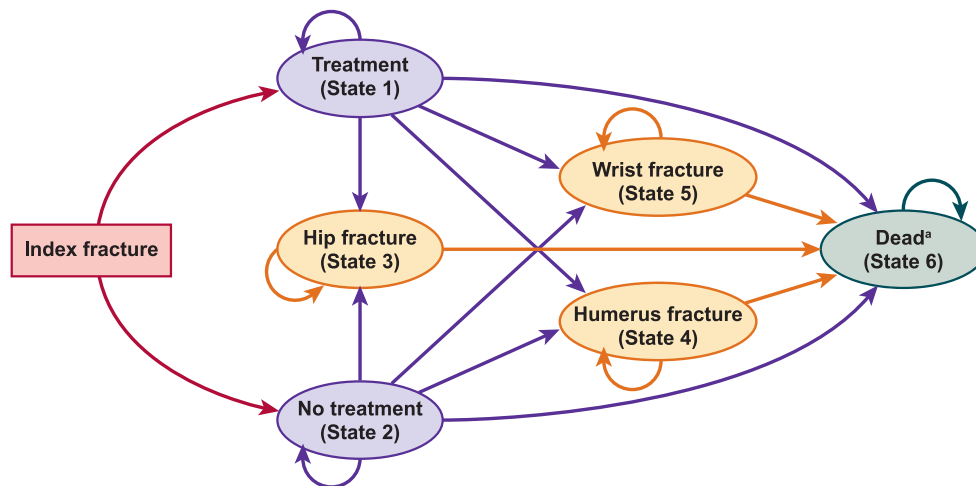 Treatment
(State 1)
Wrist fracture
(State 5)
Index fracture
Hip fracture
(State 3)
Deadᵃ
(State 6)
Humerus fracture
(State 4)
No treatment
(State 2)